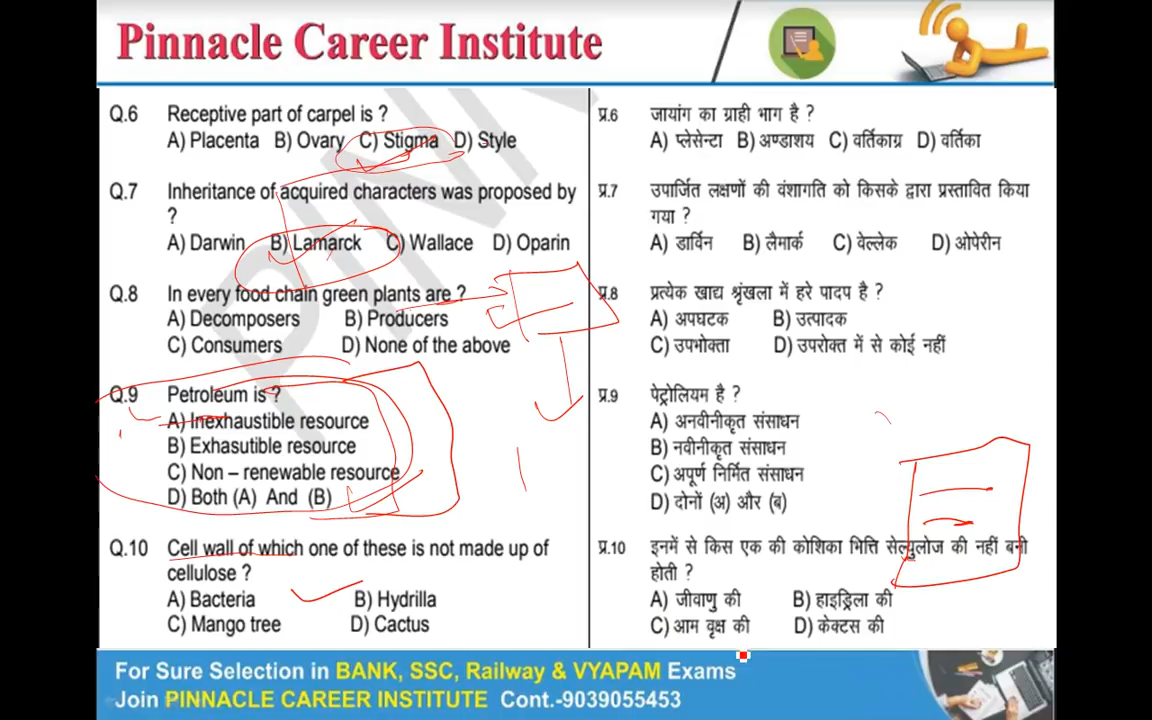 Pinnacle Career Institute
Q.6 Receptive part of carpel is ?
A) Placenta B) Ovary C) Stigma D) Style
Q.7 Inheritance of acquired characters was proposed by
?
A) Darwin B) Lamarck C) Wallace D) Oparin
Q.8 In every food chain green plants are ?
A) Decomposers B) Producers
C) Consumers D) None of the above
Q.9 Petroleum is ?
A) Inexhaustible resource
B) Exhasutible resource
C) Non – renewable resource
D) Both (A) And (B)
Q.10 Cell wall of which one of these is not made up of
cellulose ?
A) Bacteria B) Hydrilla
C) Mango tree D) Cactus
प्र.6 जायांग का ग्राही भाग है ?
A) प्लेसेन्टा B) अण्डाशय C) वर्तिकाग्र D) वर्तिका
प्र.7 उपार्जित लक्षणों की वंशागति को किसके द्वारा प्रस्तावित किया
गया ?
A) डार्विन B) लैमार्क C) वेल्लेक D) ओपेरीन
प्र.8 प्रत्येक खाद्य श्रृंखला में हरे पादप है ?
A) अपघटक B) उत्पादक
C) उपभोक्ता D) उपरोक्त में से कोई नहीं
प्र.9 पेट्रोलियम है ?
A) अनवीनीकृत संसाधन
B) नवीनीकृत संसाधन
C) अपूर्ण निर्मित संसाधन
D) दोनों (अ) और (ब)
प्र.10 इनमें से किस एक की कोशिका भित्ति सेल्युलोज की नहीं बनी
होती ?
A) जीवाणु की B) हाइड्रिला की
C) आम वृक्ष की D) केक्टस की
For Sure Selection in BANK, SSC, Railway & VYAPAM Exams
Join PINNACLE CAREER INSTITUTE Cont.-9039055453